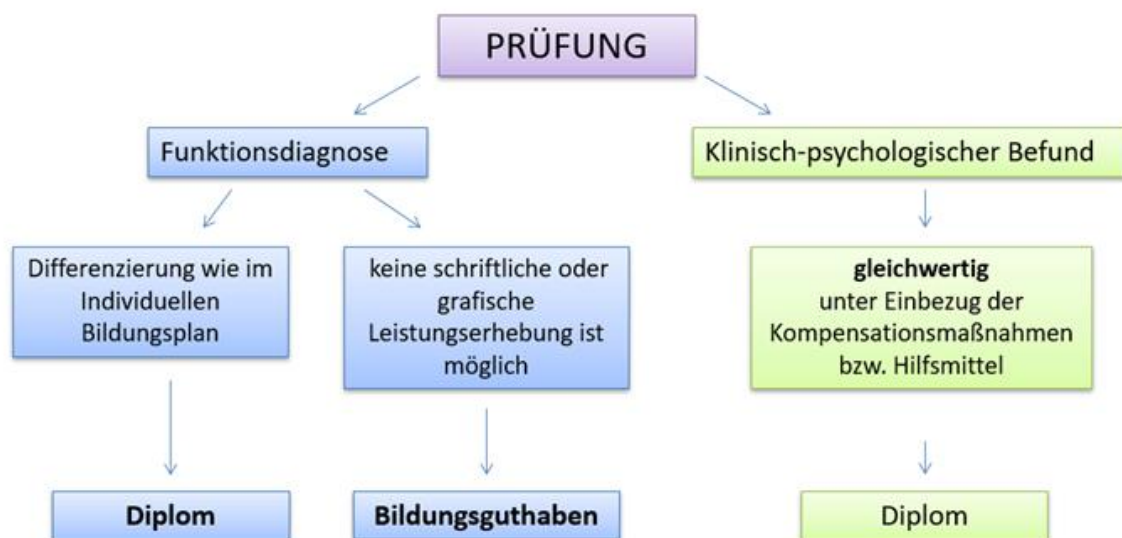 PRÜFUNG
Funktionsdiagnose
Klinisch-psychologischer Befund
Differenzierung wie im
Individuellen
Bildungsplan
keine schriftliche oder
grafische
Leistungserhebung ist
möglich
gleichwertig
unter Einbezug der
Kompensationsmaßnahmen
bzw. Hilfsmittel
Diplom
Bildungsguthaben
Diplom